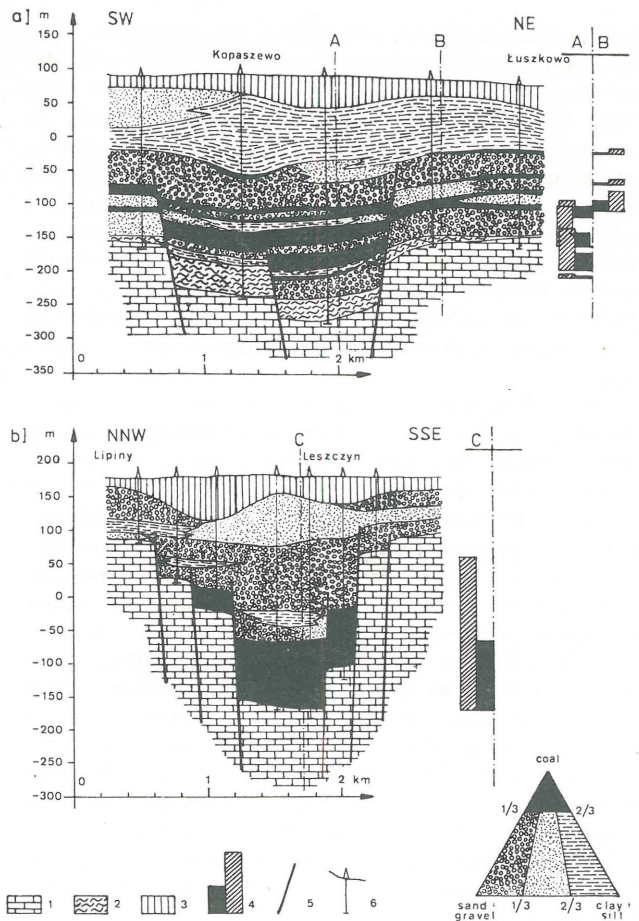 a] m SW NE
Kopaszewo A B Łuszkowo A B
150
100
50
0
- 50
-100
-150
-200
-250
-300
-350
0 1 2 km
b] m NNW C SSE C
200 Lipiny Leszczyn
150
100
50
0
-50
-100
-150
-200
-250
-300
0 1 2 km
coal
1/3 2/3
sand + gravel 1/3 2/3 clay + silt
1 2 3 4 5 6